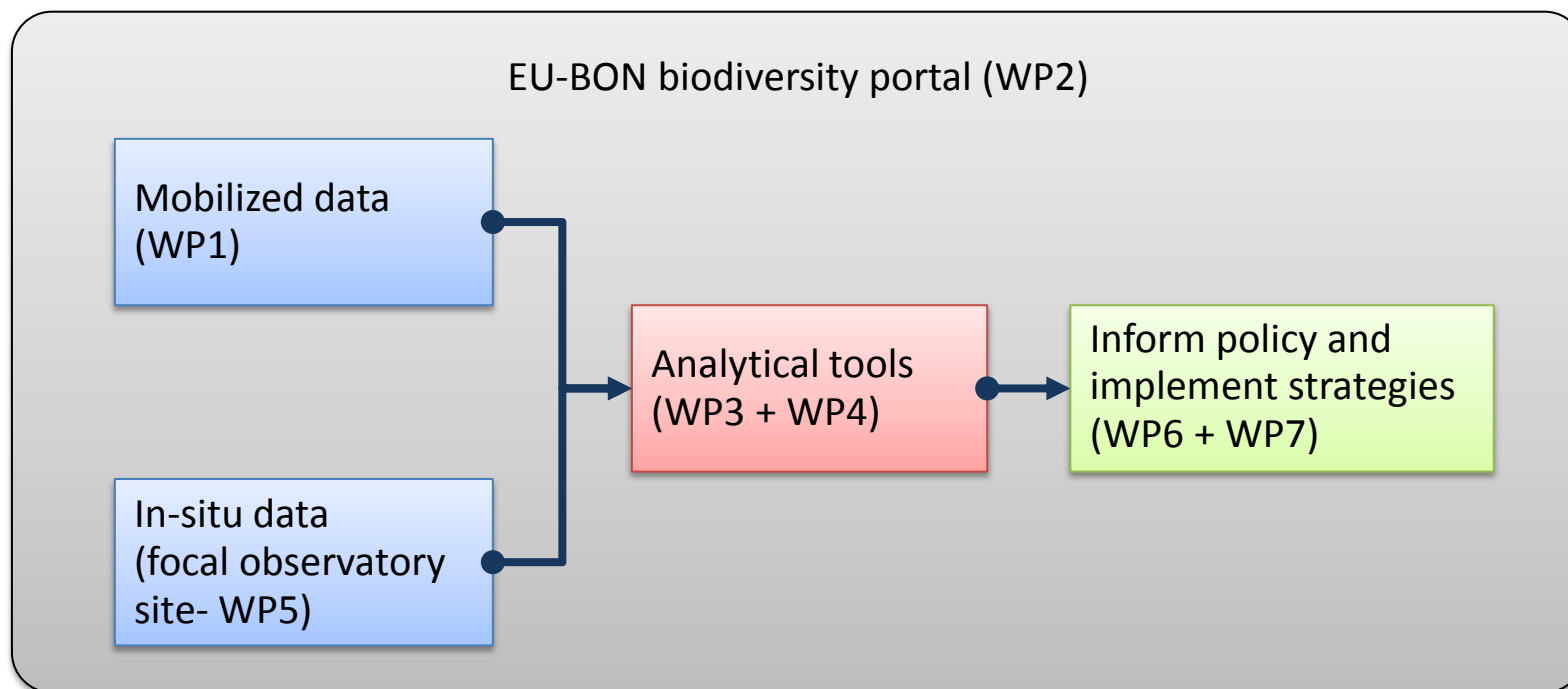 EU-BON biodiversity portal (WP2)
Mobilized data
(WP1)
In-situ data
(focal observatory
site- WP5)
Analytical tools
(WP3 + WP4)
Inform policy and
implement strategies
(WP6 + WP7)